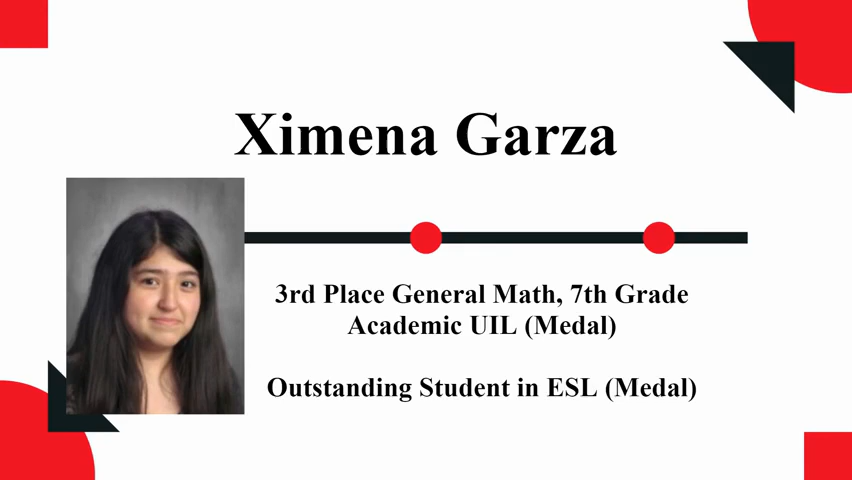 Ximena Garza
3rd Place General Math, 7th Grade
Academic UIL (Medal)
Outstanding Student in ESL (Medal)